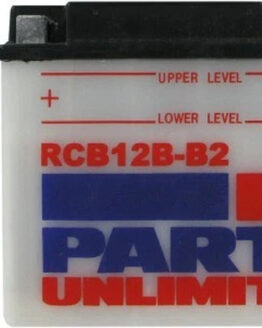 UPPER LEVEL
+
LOWER LEVEL
RCB12B-B2
PART
UNLIMIT